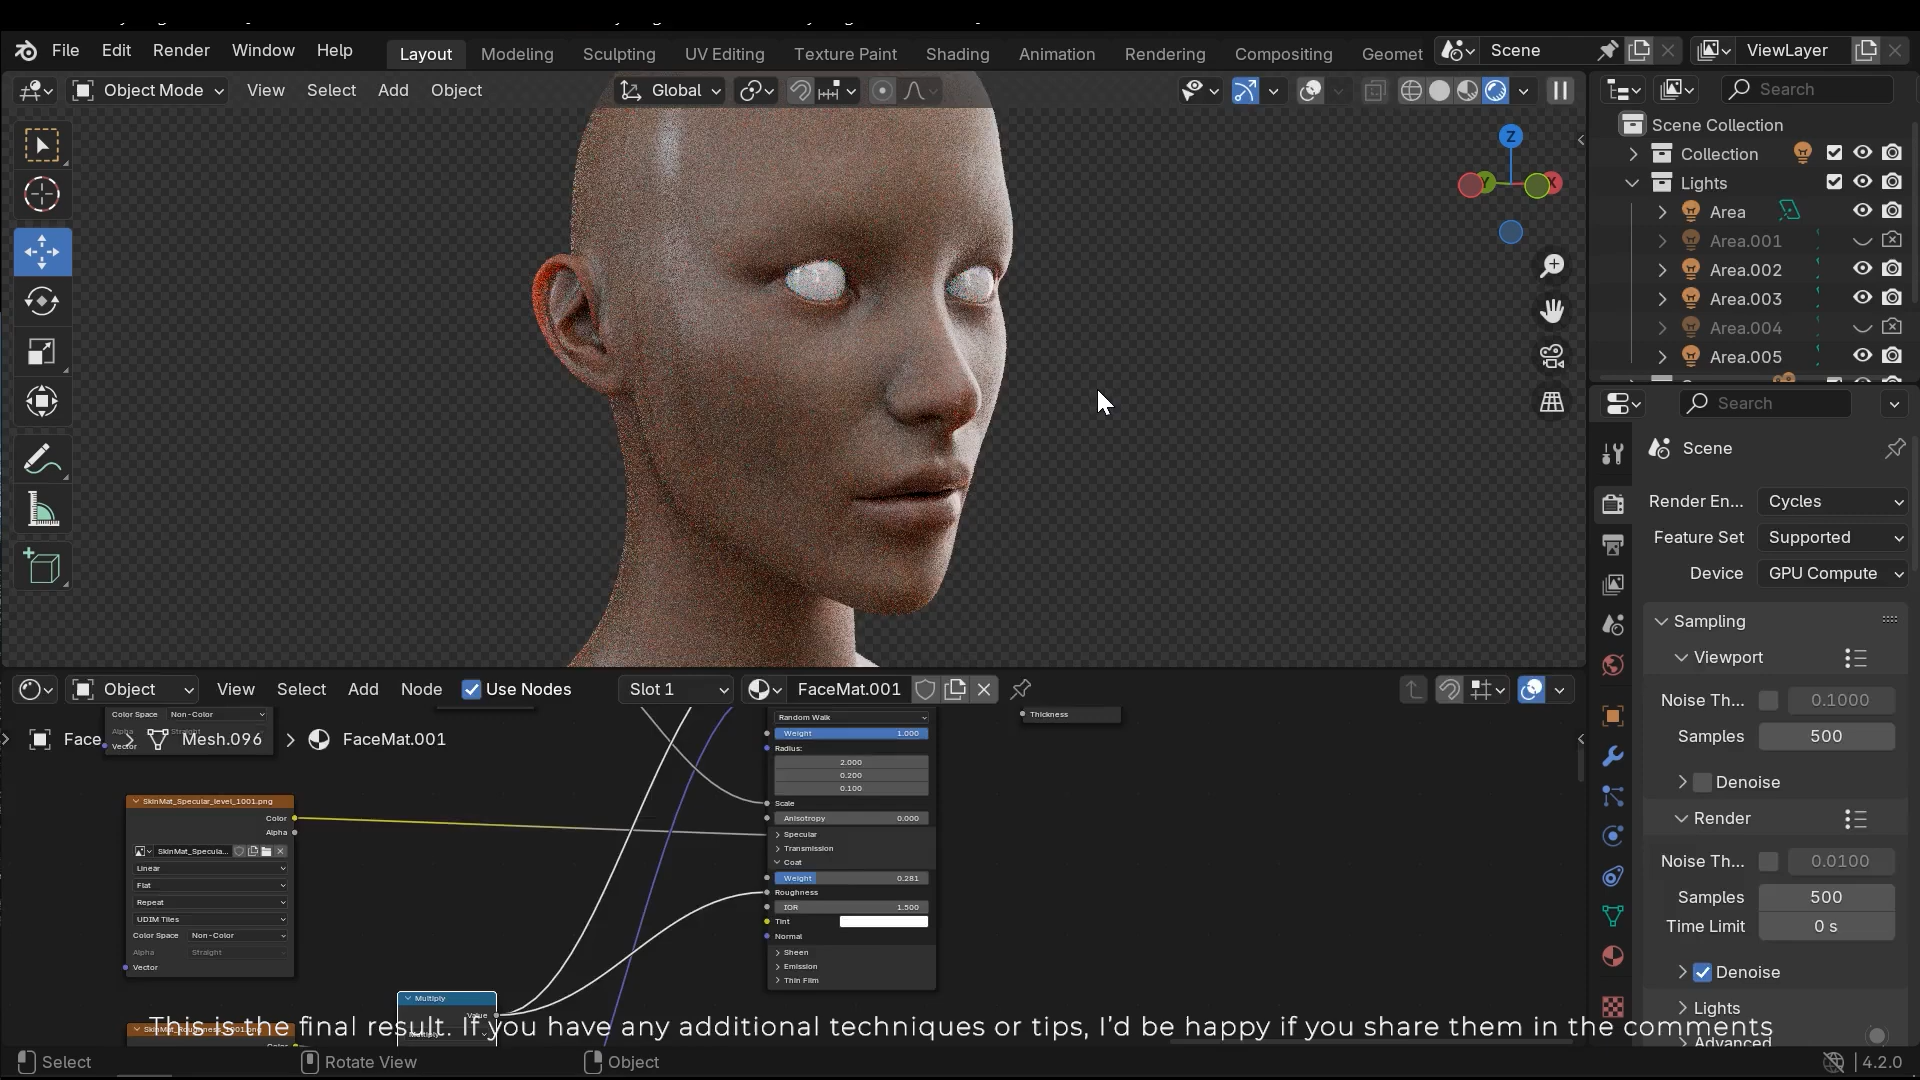 File Edit Render Window Help Layout Modeling Sculpting UV Editing Texture Paint Shading Animation Rendering Compositing Geomet Scene ViewLayer
Object Mode View Select Add Object Global Search
Z
Y X
Scene Collection
Collection
Lights
Area
Area.001
Area.002
Area.003
Area.004
Area.005
Search
Scene
Render En... Cycles
Feature Set Supported
Device GPU Compute
Sampling
Viewport
Noise Th... 0.1000
Samples 500
Denoise
Render
Noise Th... 0.0100
Samples 500
Time Limit 0 s
Denoise
Lights
Advanced
Object View Select Add Node Use Nodes Slot 1 FaceMat.001
Face Mesh.096 FaceMat.001
Color Space Non-Color
Alpha Straight
Vector
SkinMat_Specular_level_1001.png
Color
Alpha
SkinMat_Specula...
Linear
Flat
Repeat
UDIM Tiles
Color Space Non-Color
Alpha Straight
Vector
Multiply
Value
Multiply
Color
Random Walk
Weight 1.000
Radius:
2.000
0.200
0.100
Scale
Anisotropy 0.000
Specular
Transmission
Coat
Weight 0.281
Roughness
IOR 1.500
Tint
Normal
Sheen
Emission
Thin Film
Thickness
This is the final result. If you have any additional techniques or tips, I'd be happy if you share them in the comments
Select Rotate View Object 4.2.0